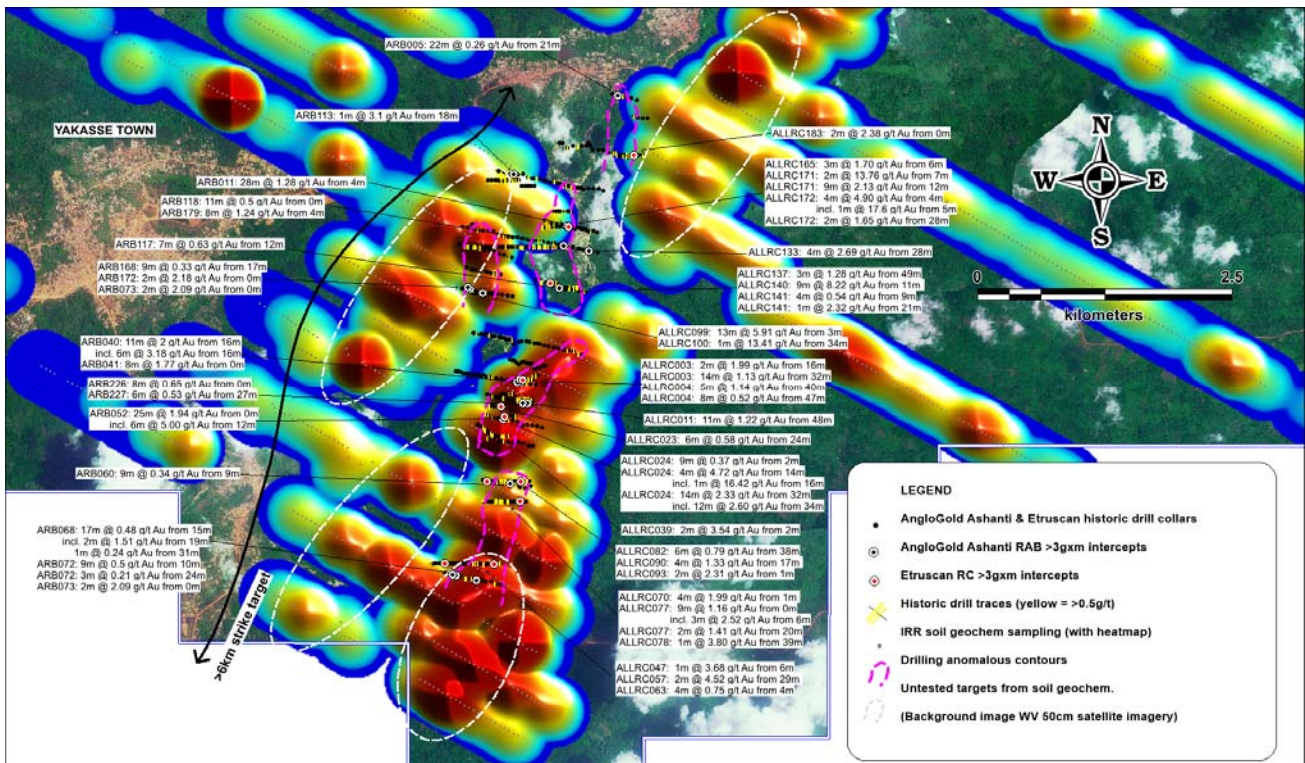 ARB005: 22m @ 0.26 g/t Au from 21m
ARB113: 1m @ 3.1 g/t Au from 18m
YAKASSE TOWN
ARB011: 28m @ 1.28 g/t Au from 4m
ARB118: 11m @ 0.5 g/t Au from 0m
ARB179: 8m @ 1.24 g/t Au from 4m
ARB117: 7m @ 0.63 g/t Au from 12m
ARB168: 9m @ 0.33 g/t Au from 17m
ARB172: 2m @ 2.18 g/t Au from 0m
ARB073: 2m @ 2.09 g/t Au from 0m
ARB040: 11m @ 2 g/t Au from 16m
incl. 6m @ 3.18 g/t Au from 16m
ARB041: 8m @ 1.77 g/t Au from 0m
ARB226: 8m @ 0.65 g/t Au from 0m
ARB227: 6m @ 0.53 g/t Au from 27m
ARB052: 25m @ 1.94 g/t Au from 0m
incl. 6m @ 5.00 g/t Au from 12m
ARB060: 9m @ 0.34 g/t Au from 9m
ARB068: 17m @ 0.48 g/t Au from 15m
incl. 2m @ 1.51 g/t Au from 19m
1m @ 0.24 g/t Au from 31m
ARB072: 9m @ 0.5 g/t Au from 10m
ARB072: 3m @ 0.21 g/t Au from 24m
ARB073: 2m @ 2.09 g/t Au from 0m
>6km strike target
ALLRC183: 2m @ 2.38 g/t Au from 0m
ALLRC165: 3m @ 1.70 g/t Au from 6m
ALLRC171: 2m @ 13.76 g/t Au from 7m
ALLRC171: 9m @ 2.13 g/t Au from 12m
ALLRC172: 4m @ 4.90 g/t Au from 4m
incl. 1m @ 17.6 g/t Au from 5m
ALLRC172: 2m @ 1.65 g/t Au from 28m
ALLRC133: 4m @ 2.69 g/t Au from 28m
ALLRC137: 3m @ 1.28 g/t Au from 49m
ALLRC140: 9m @ 8.22 g/t Au from 11m
ALLRC141: 4m @ 0.54 g/t Au from 9m
ALLRC141: 1m @ 2.32 g/t Au from 21m
ALLRC099: 13m @ 5.91 g/t Au from 3m
ALLRC100: 1m @ 13.41 g/t Au from 34m
ALLRC003: 2m @ 1.99 g/t Au from 16m
ALLRC003: 14m @ 1.13 g/t Au from 32m
ALLRC004: 5m @ 1.14 g/t Au from 40m
ALLRC004: 8m @ 0.52 g/t Au from 47m
ALLRC011: 11m @ 1.22 g/t Au from 48m
ALLRC023: 6m @ 0.58 g/t Au from 24m
ALLRC024: 9m @ 0.37 g/t Au from 2m
ALLRC024: 4m @ 4.72 g/t Au from 14m
incl. 1m @ 16.42 g/t Au from 16m
ALLRC024: 14m @ 2.33 g/t Au from 32m
incl. 12m @ 2.60 g/t Au from 34m
ALLRC039: 2m @ 3.54 g/t Au from 2m
ALLRC082: 6m @ 0.79 g/t Au from 38m
ALLRC090: 4m @ 1.33 g/t Au from 17m
ALLRC093: 2m @ 2.31 g/t Au from 1m
ALLRC070: 4m @ 1.99 g/t Au from 1m
ALLRC077: 9m @ 1.16 g/t Au from 0m
incl. 3m @ 2.52 g/t Au from 6m
ALLRC077: 2m @ 1.41 g/t Au from 20m
ALLRC078: 1m @ 3.80 g/t Au from 39m
ALLRC047: 1m @ 3.68 g/t Au from 6m
ALLRC057: 2m @ 4.52 g/t Au from 29m
ALLRC063: 4m @ 0.75 g/t Au from 4m
N
W E
S
0 2.5
kilometers
LEGEND
AngloGold Ashanti & Etruscan historic drill collars
AngloGold Ashanti RAB >3gxm intercepts
Etruscan RC >3gxm intercepts
Historic drill traces (yellow = >0.5g/t)
IRR soil geochem sampling (with heatmap)
Drilling anomalous contours
Untested targets from soil geochem.
(Background image WV 50cm satellite imagery)